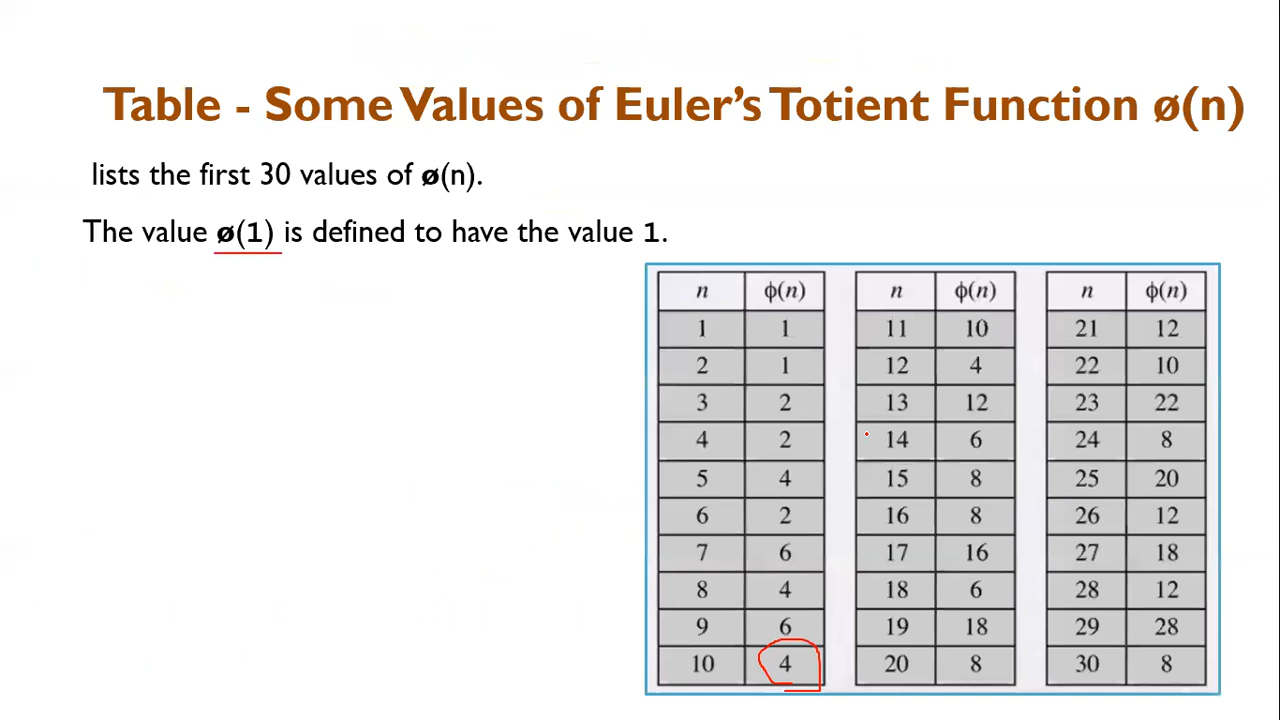 Table - Some Values of Euler's Totient Function ø(n)
lists the first 30 values of ø(n).
The value ø(1) is defined to have the value 1.
n ϕ(n) n ϕ(n) n ϕ(n)
1 1 11 10 21 12
2 1 12 4 22 10
3 2 13 12 23 22
4 2 14 6 24 8
5 4 15 8 25 20
6 2 16 8 26 12
7 6 17 16 27 18
8 4 18 6 28 12
9 6 19 18 29 28
10 4 20 8 30 8